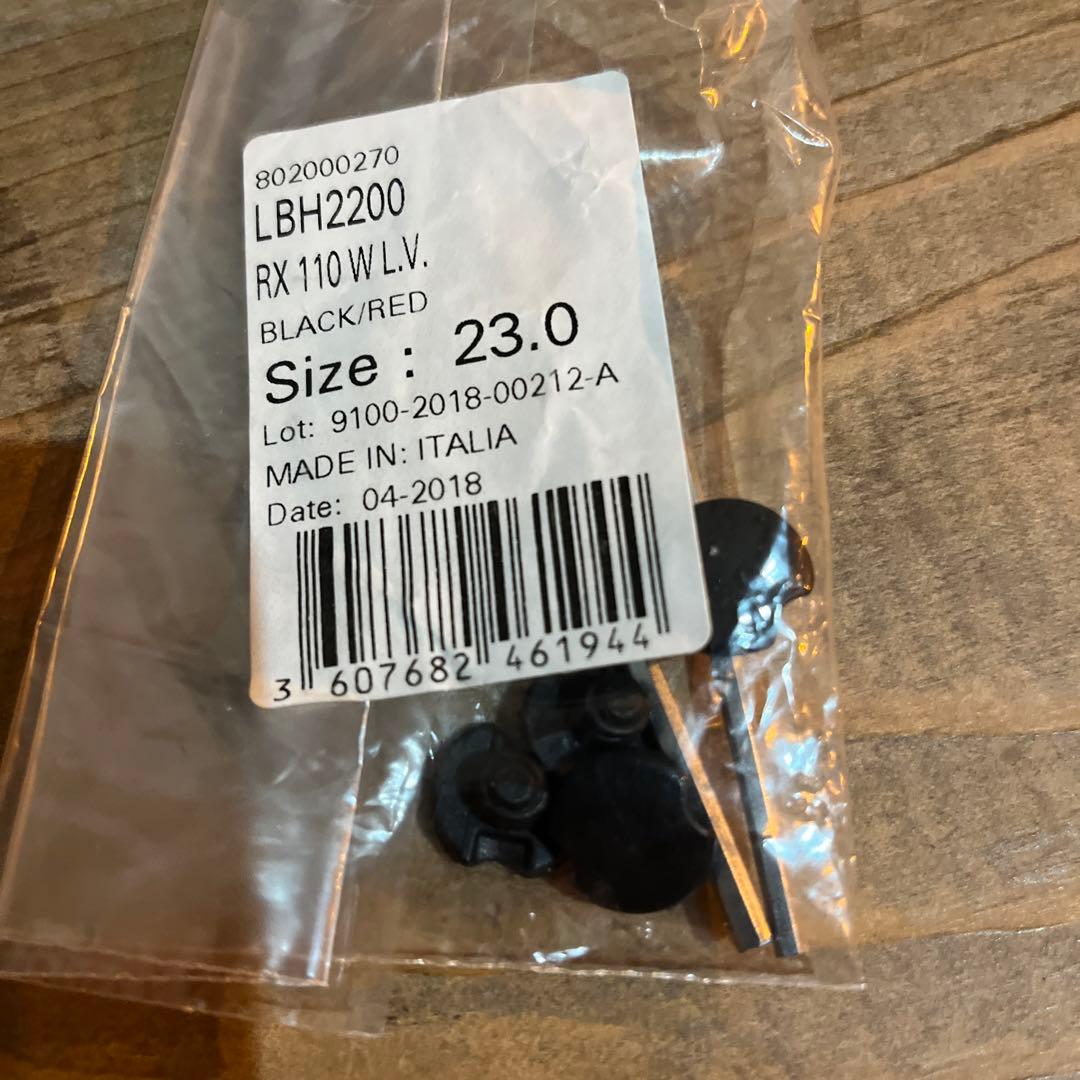 802000270
LBH2200
RX 110 W L.V.
BLACK/RED
Size : 23.0
Lot: 9100-2018-00212-A
MADE IN: ITALIA
Date: 04-2018
3 607682 461944